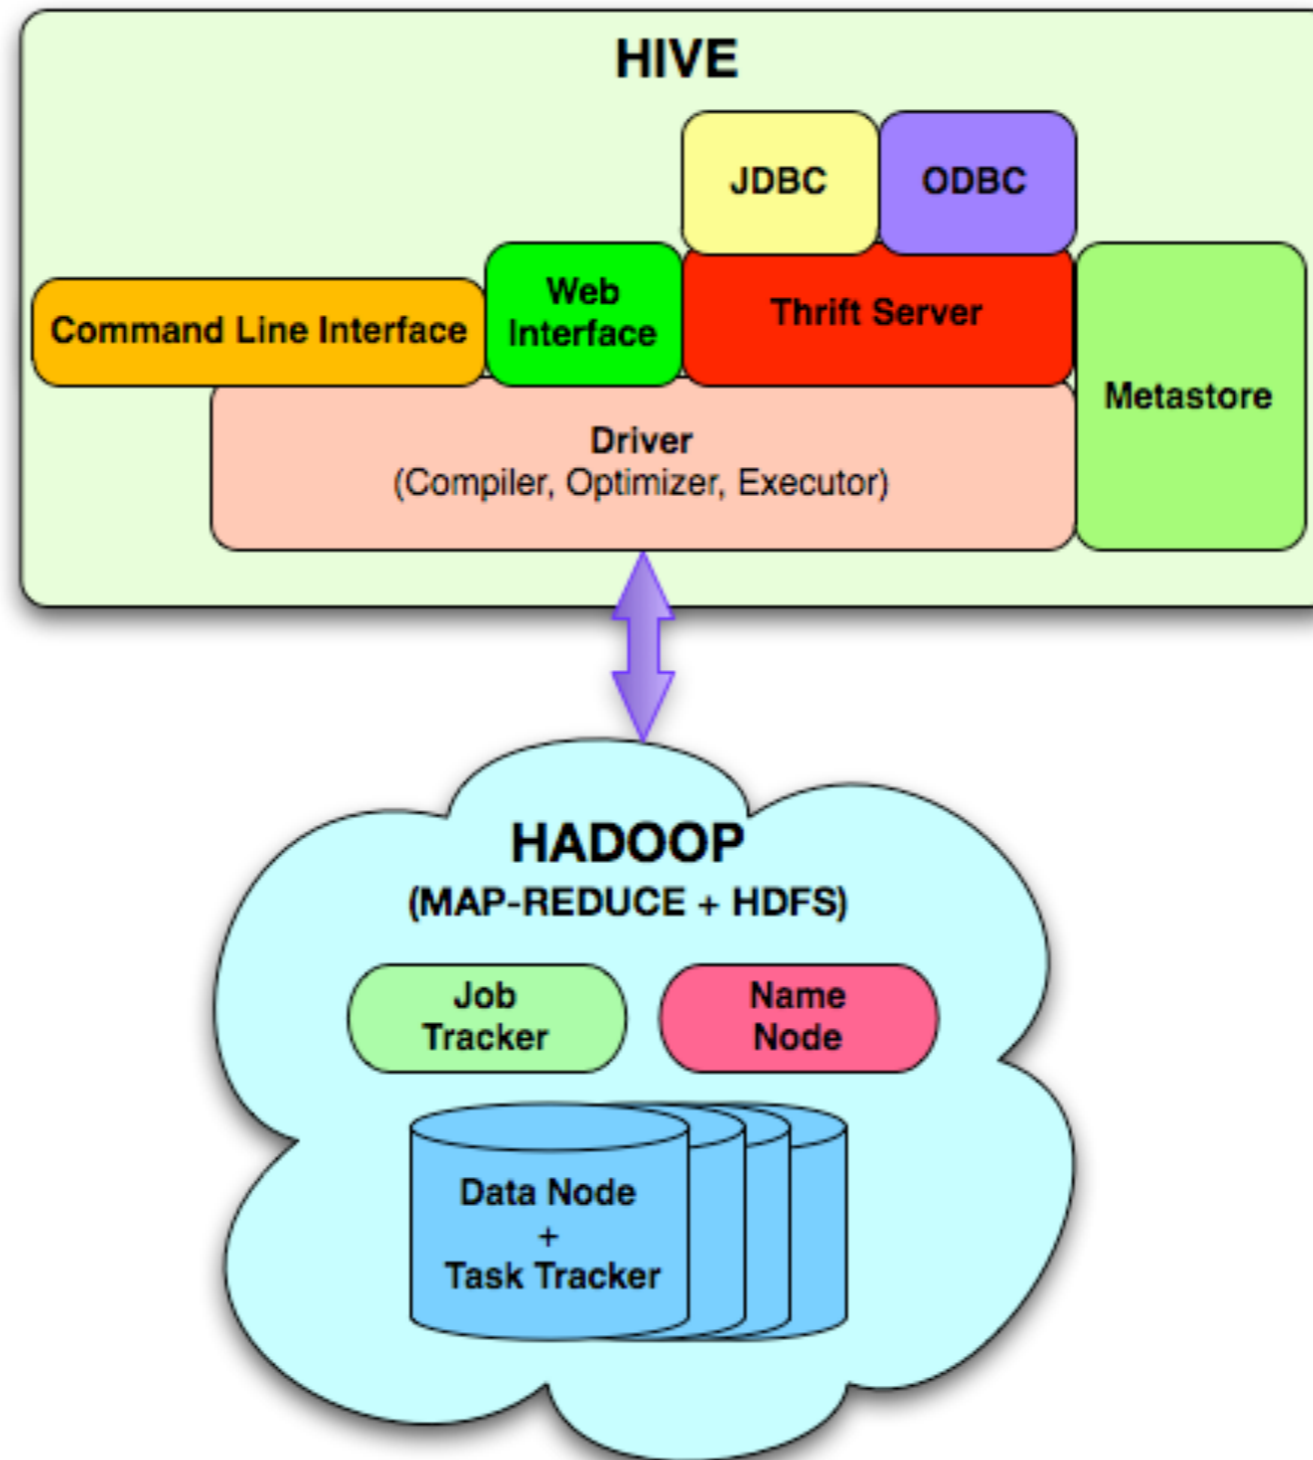 HIVE
JDBC
ODBC
Command Line Interface
Web
Interface
Thrift Server
Metastore
Driver
(Compiler, Optimizer, Executor)
HADOOP
(MAP-REDUCE + HDFS)
Job
Tracker
Name
Node
Data Node
+
Task Tracker